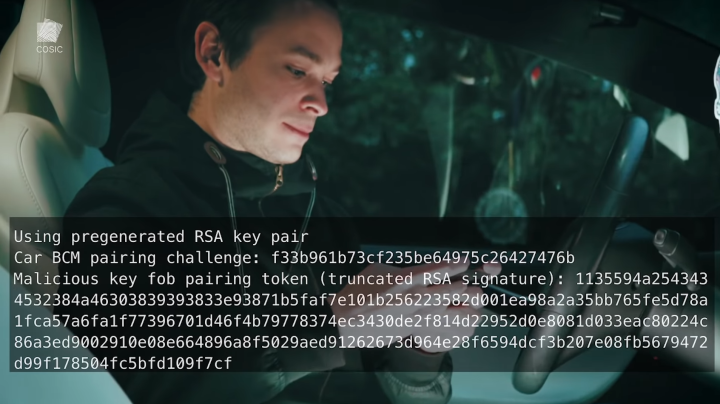 COSIC
Using pregenerated RSA key pair
Car BCM pairing challenge: f33b961b73cf235be64975c26427476b
Malicious key fob pairing token (truncated RSA signature): 1135594a254343
4532384a46303839393833e93871b5faf7e101b256223582d001ea98a2a35bb765fe5d78a
1fca57a6fa1f77396701d46f4b79778374ec3430de2f814d22952d0e8081d033eac80224c
86a3ed9002910e08e664896a8f5029aed91262673d964e28f6594dcf3b207e08fb5679472
d99f178504fc5bfd109f7cf